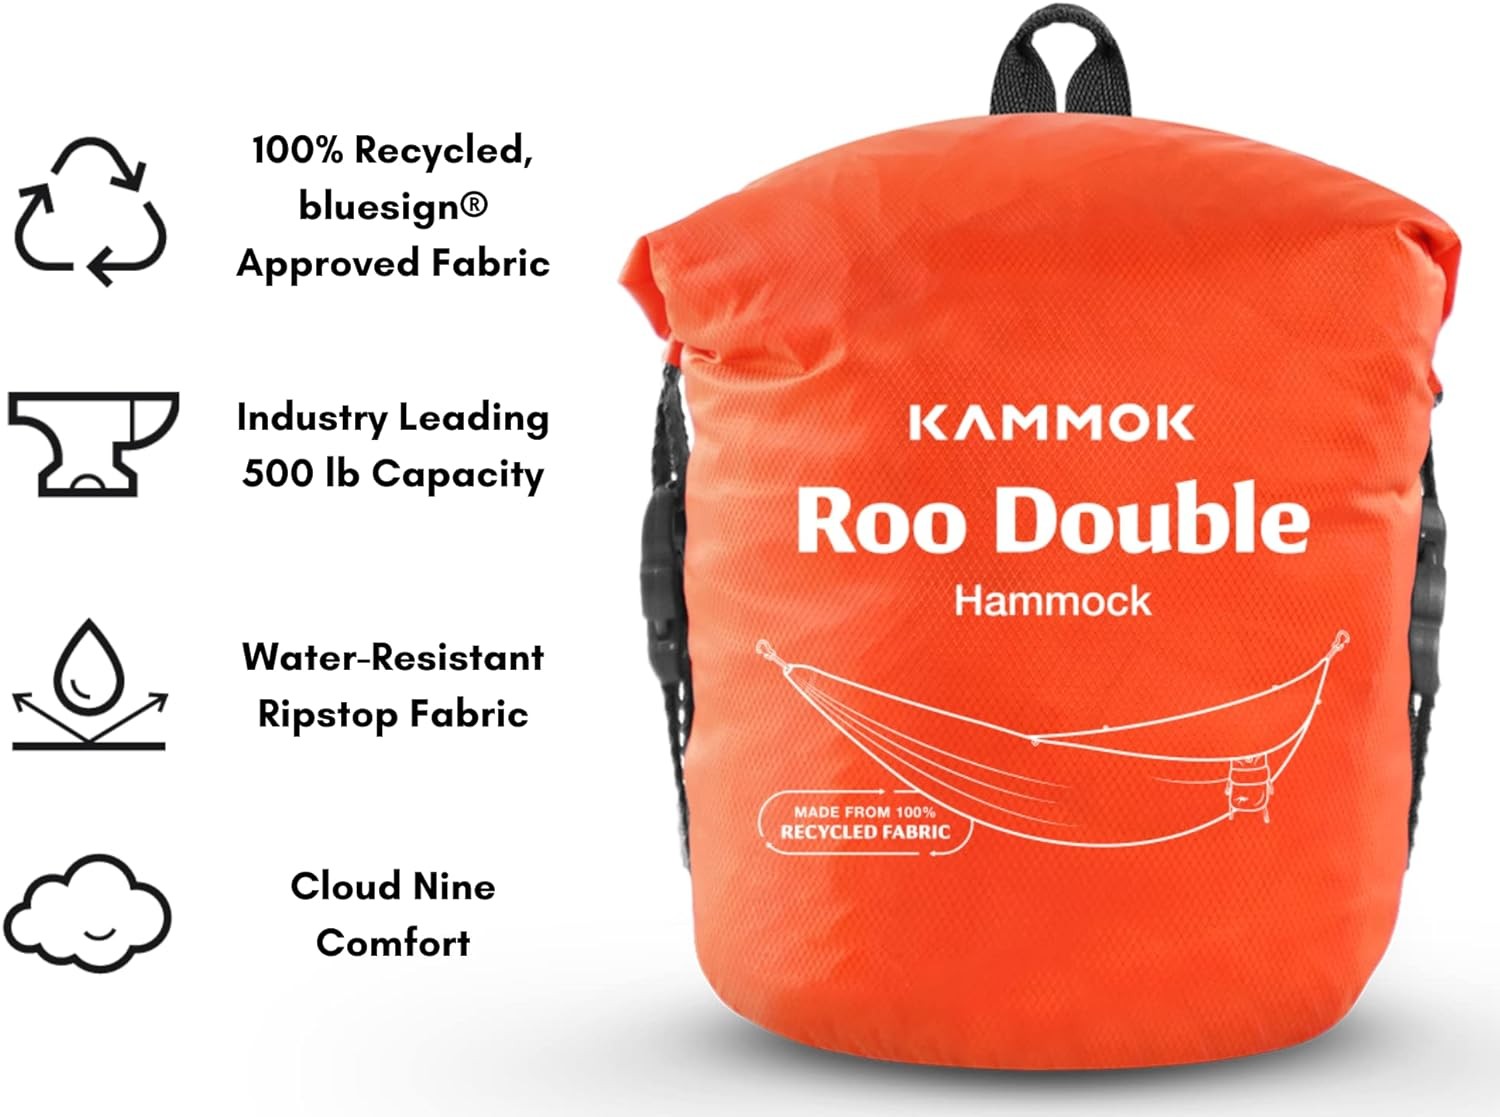 100% Recycled,
bluesign®
Approved Fabric
Industry Leading
500 lb Capacity
Water-Resistant
Ripstop Fabric
Cloud Nine
Comfort
KAMMOK
Roo Double
Hammock
MADE FROM 100%
RECYCLED FABRIC